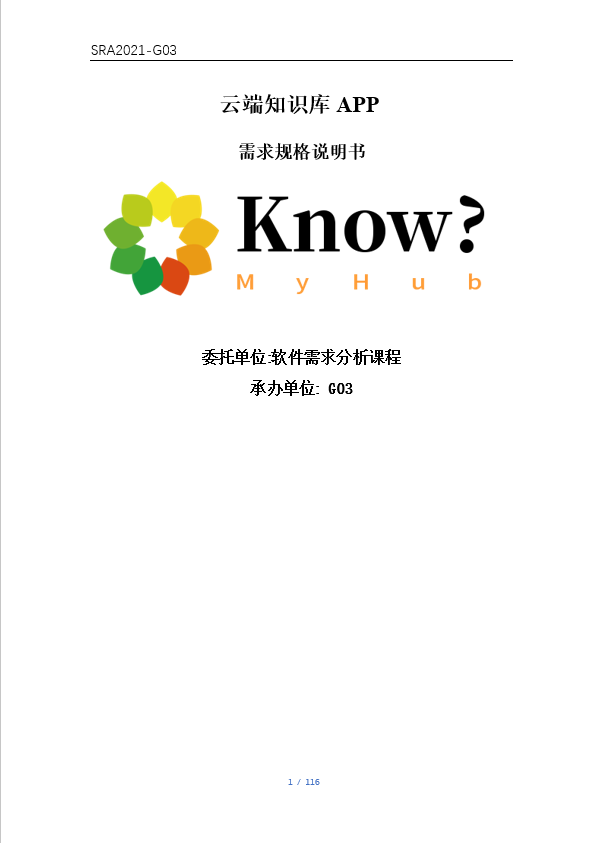 SRA2021-G03
云端知识库 APP
需求规格说明书
Know?
MyHub
委托单位:软件需求分析课程
承办单位: G03
1 / 116